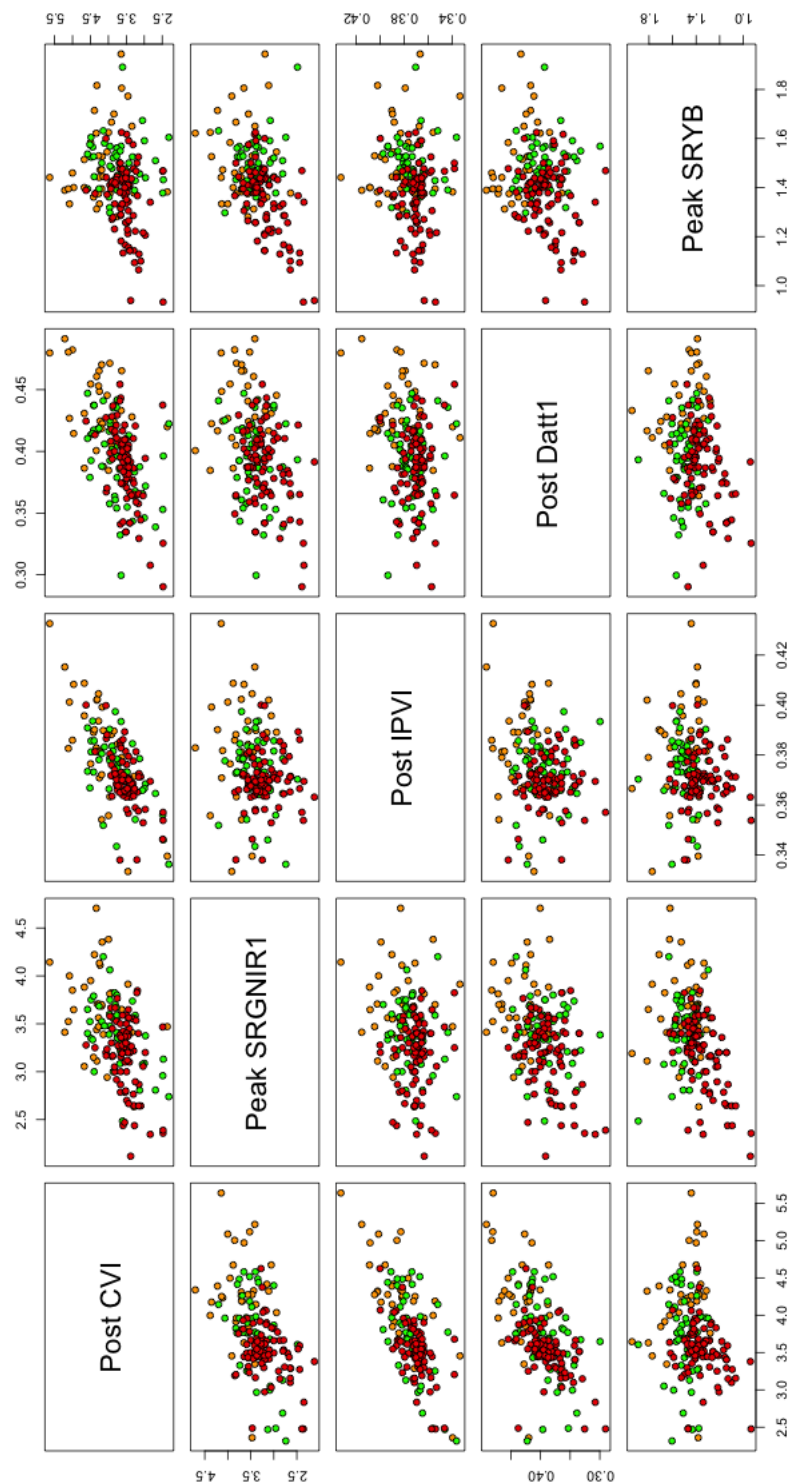 5.5 4.5 3.5 2.5
0.42 0.38 0.34
1.8 1.4 1.0
Peak SRYB
1.0 1.2 1.4 1.6 1.8
0.30 0.35 0.40 0.45
Post Datt1
Post IPVI
0.34 0.36 0.38 0.40 0.42
2.5 3.0 3.5 4.0 4.5
Peak SRGNIR1
Post CVI
2.5 3.0 3.5 4.0 4.5 5.0 5.5
4.5 3.5 2.5
0.40 0.30